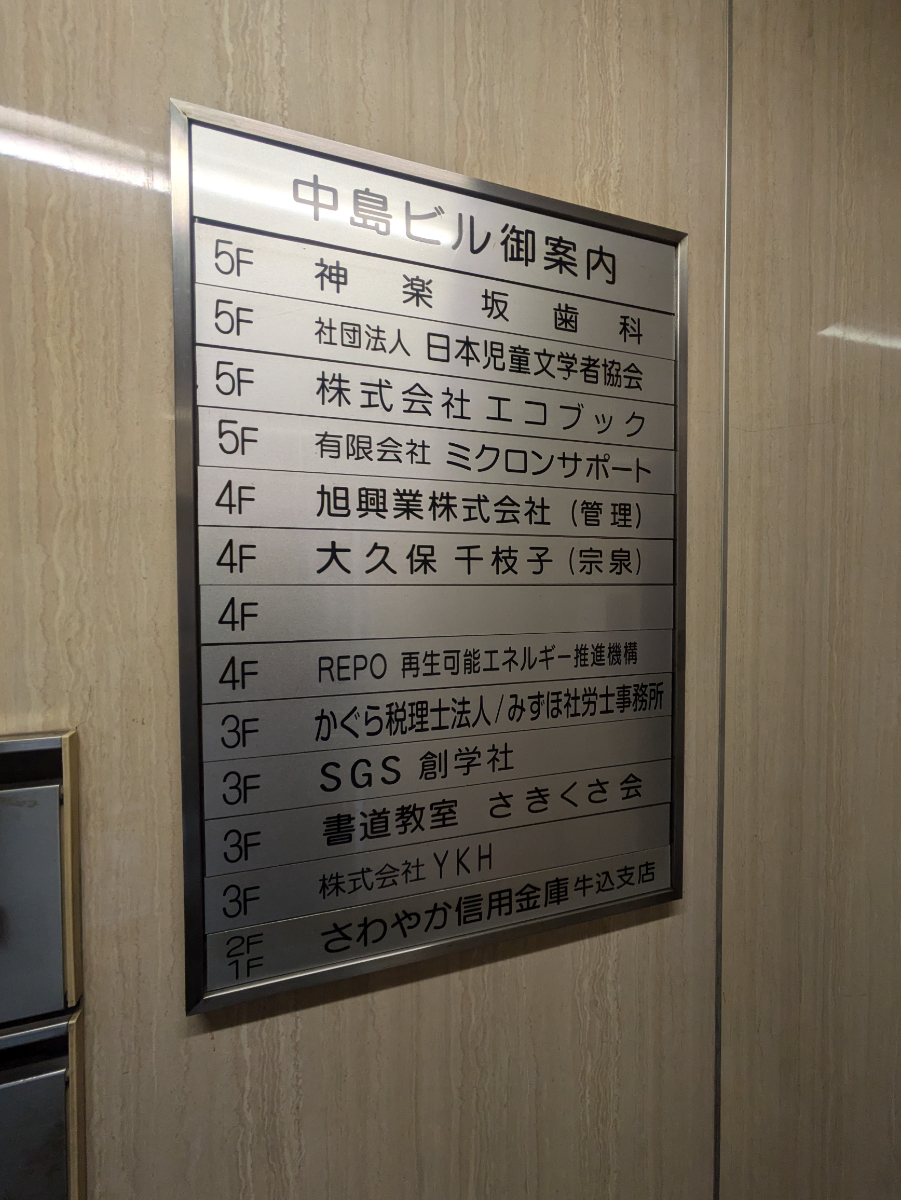 中島ビル御案内
5F 神楽坂歯科
5F 社団法人 日本児童文学者協会
5F 株式会社 エコブック
5F 有限会社 ミクロンサポート
4F 旭興業株式会社 (管理)
4F 大久保 千枝子 (宗泉)
4F
4F REPO 再生可能エネルギー推進機構
3F かぐら税理士法人/みずほ社労士事務所
3F SGS 創学社
3F 書道教室 さきくさ会
3F 株式会社 YKH
2F 1F さわやか信用金庫 牛込支店